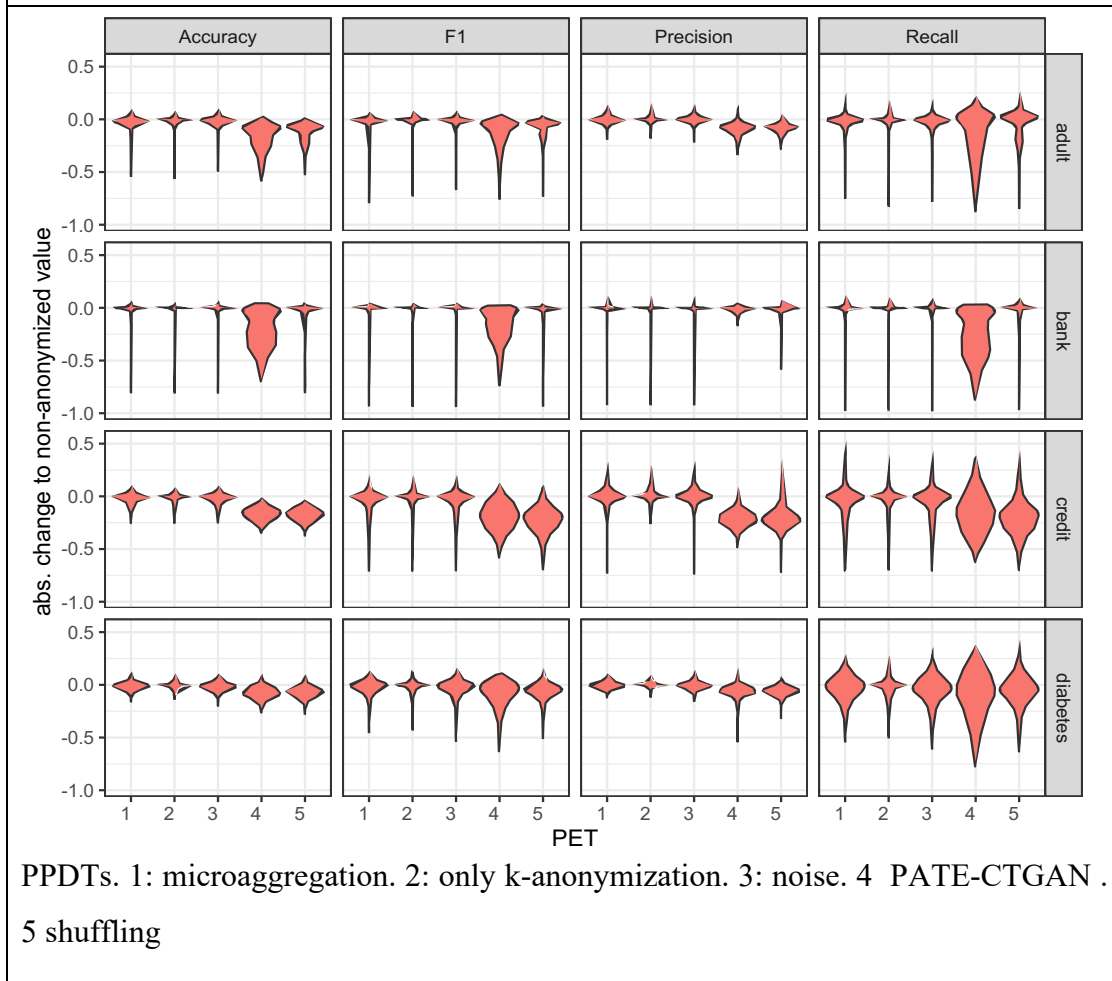 Accuracy F1 Precision Recall
abs. change to non-anonymized value
0.5
0.0
-0.5
-1.0
adult
0.5
0.0
-0.5
-1.0
bank
0.5
0.0
-0.5
-1.0
credit
0.5
0.0
-0.5
-1.0
diabetes
1 2 3 4 5 1 2 3 4 5 1 2 3 4 5 1 2 3 4 5
PET
PPDTs. 1: microaggregation. 2: only k-anonymization. 3: noise. 4 PATE-CTGAN .
5 shuffling